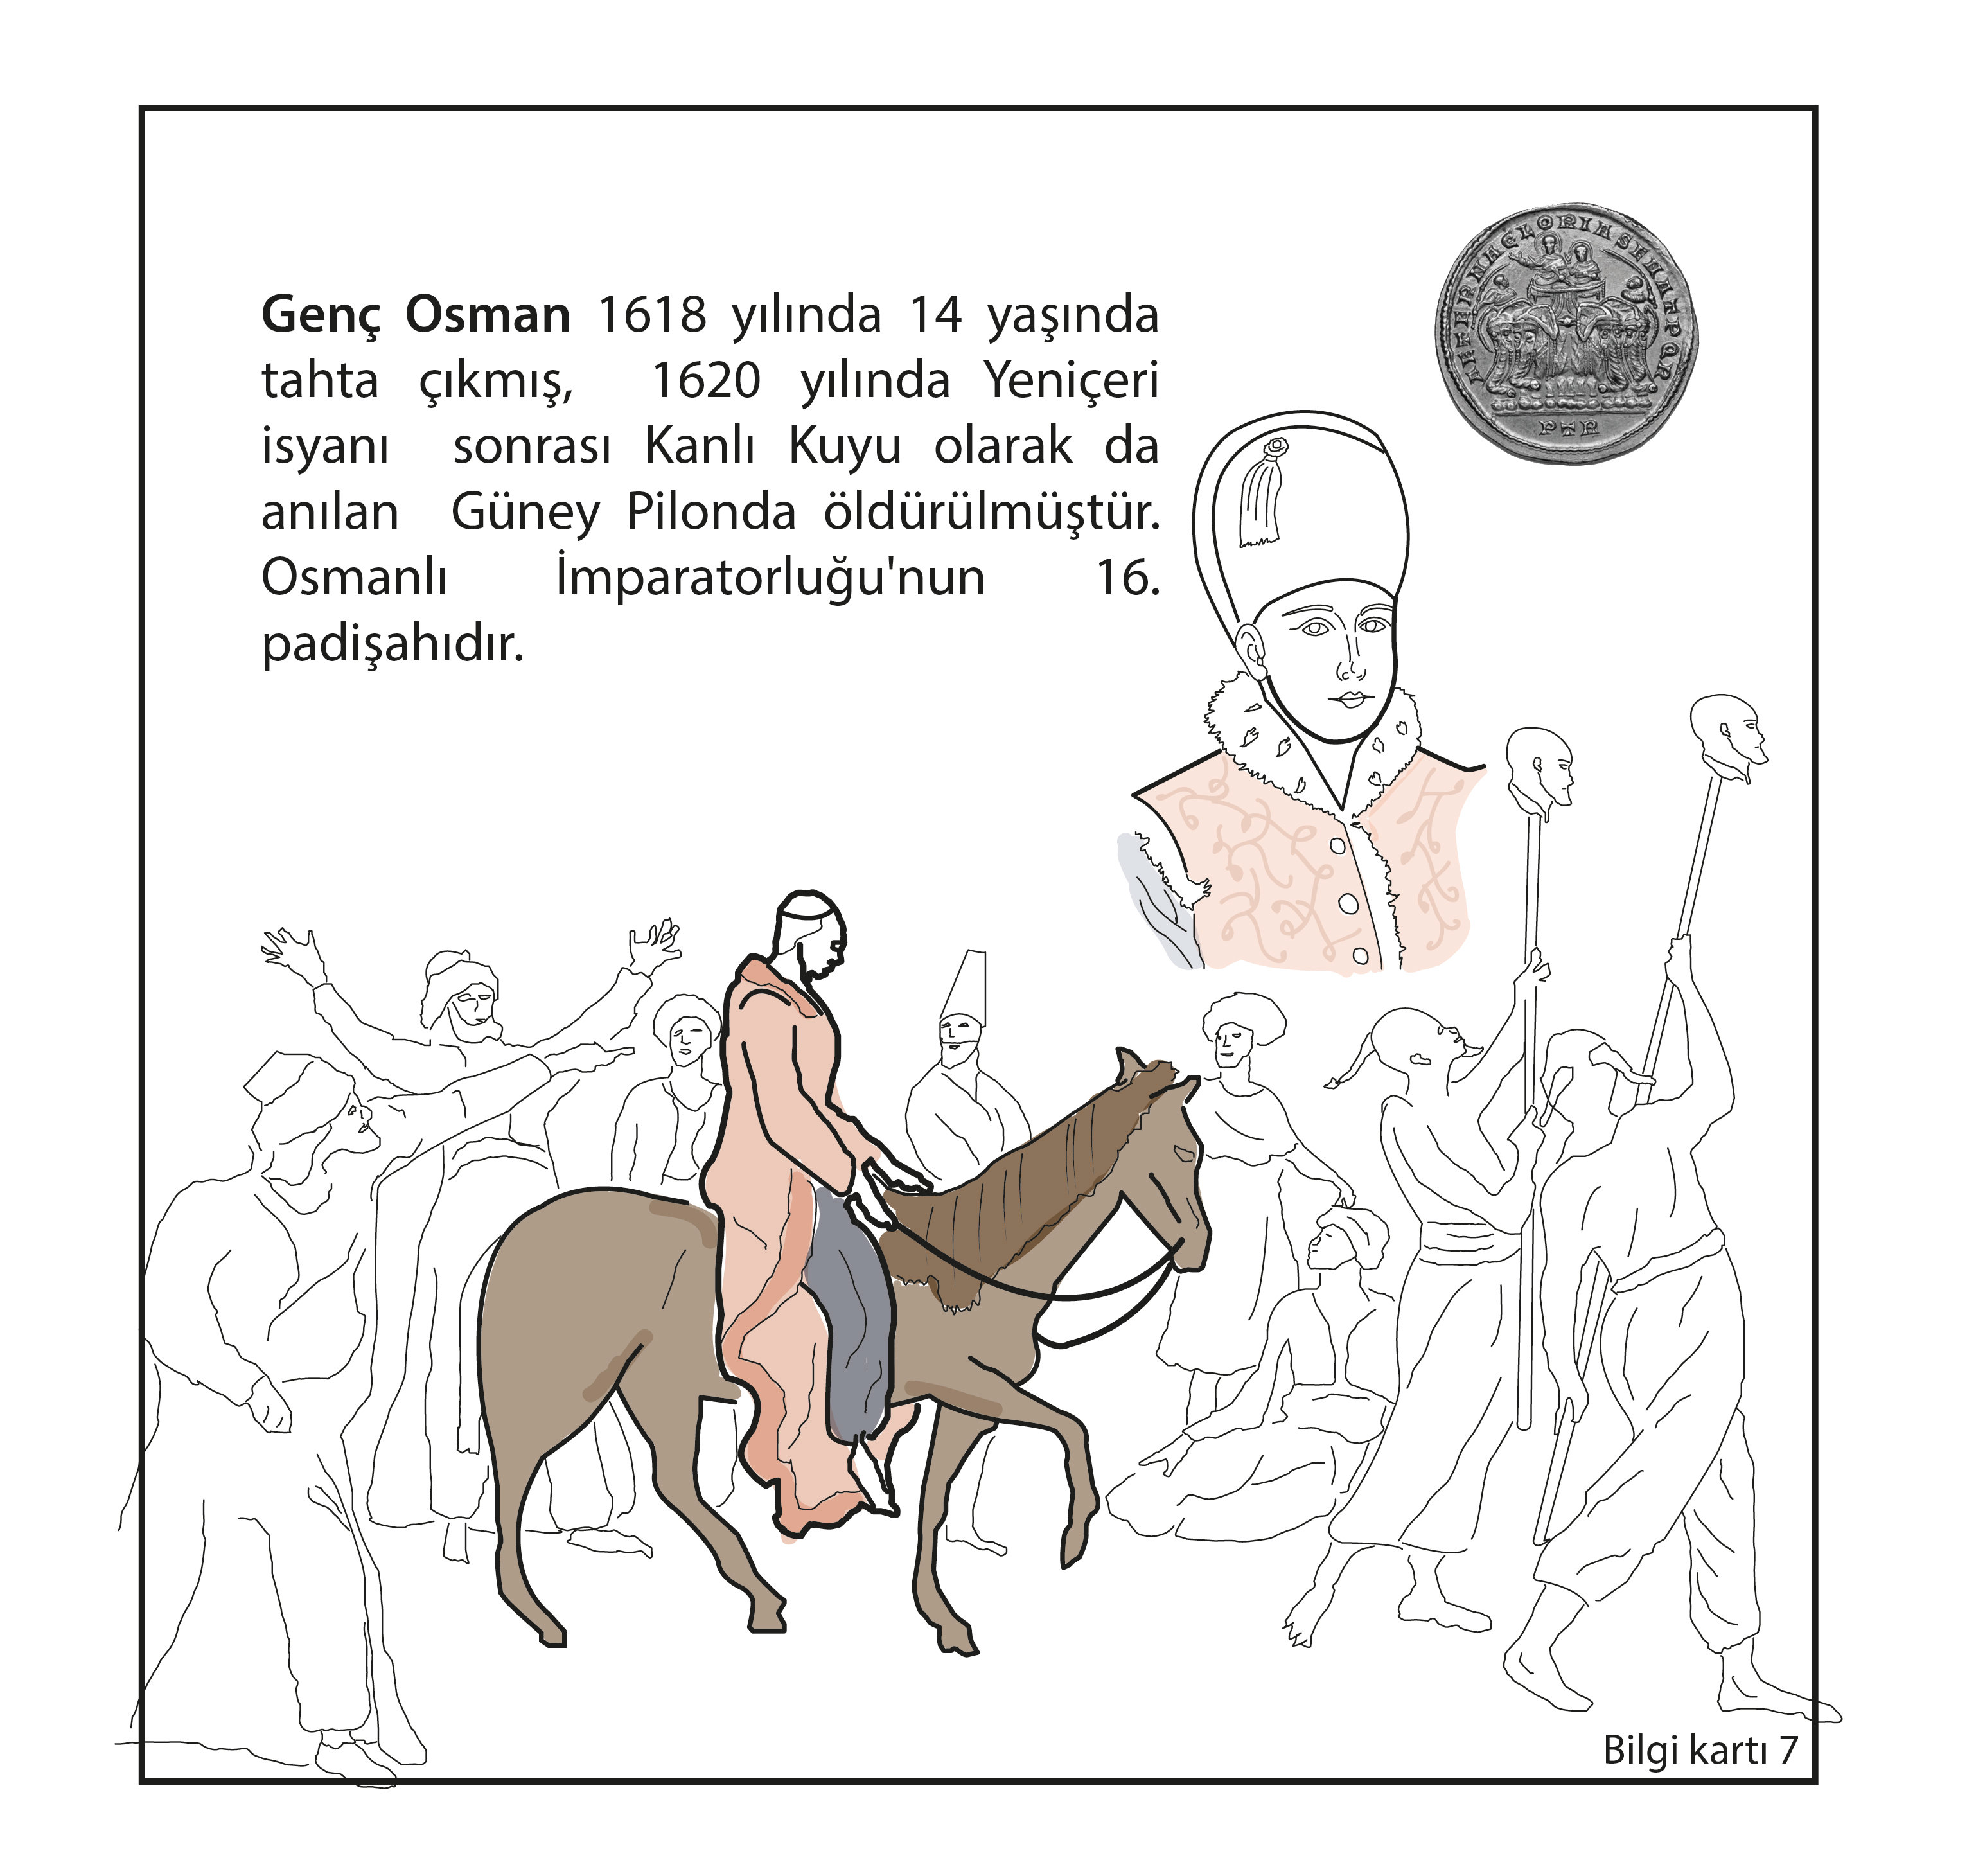 Genç Osman 1618 yılında 14 yaşında
tahta çıkmış, 1620 yılında Yeniçeri
isyanı sonrası Kanlı Kuyu olarak da
anılan Güney Pilonda öldürülmüştür.
Osmanlı İmparatorluğu'nun 16.
padişahıdır.
Bilgi kartı 7